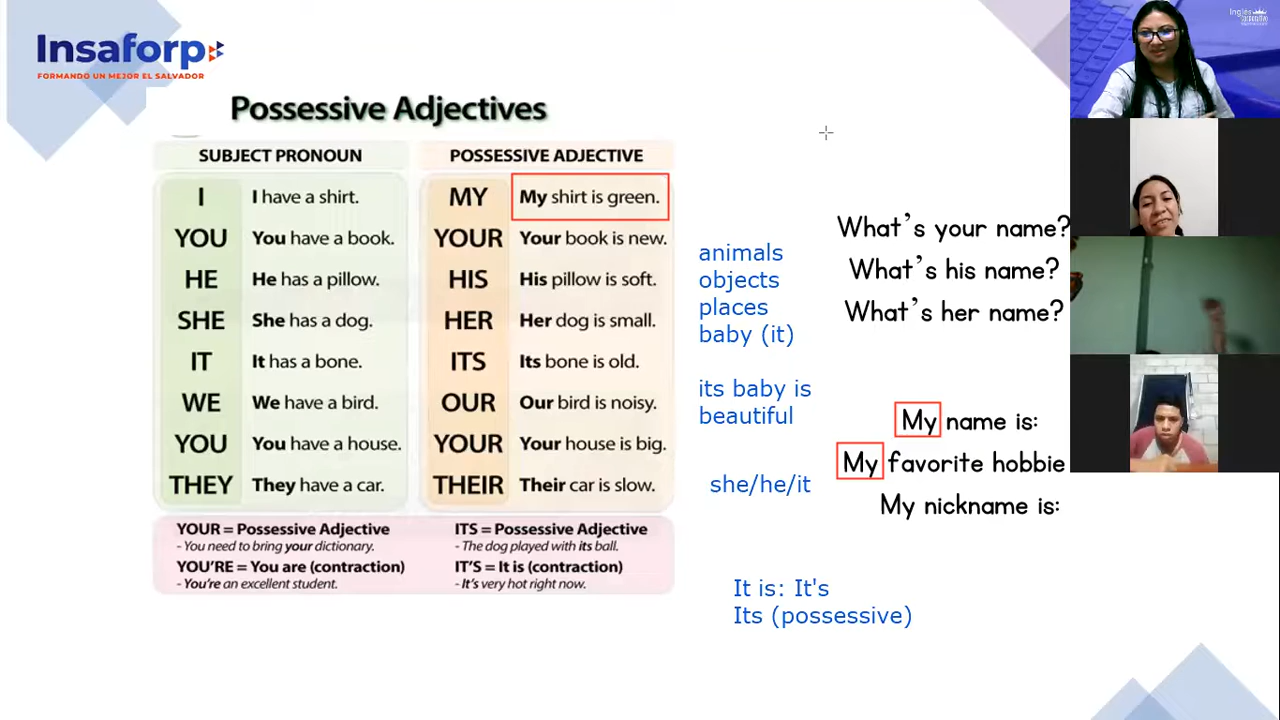 Insaforp
FORMANDO UN MEJOR EL SALVADOR
Possessive Adjectives
SUBJECT PRONOUN POSSESSIVE ADJECTIVE
I I have a shirt. MY My shirt is green.
YOU You have a book. YOUR Your book is new.
HE He has a pillow. HIS His pillow is soft.
SHE She has a dog. HER Her dog is small.
IT It has a bone. ITS Its bone is old.
WE We have a bird. OUR Our bird is noisy.
YOU You have a house. YOUR Your house is big.
THEY They have a car. THEIR Their car is slow.
YOUR = Possessive Adjective
- You need to bring your dictionary.
YOU'RE = You are (contraction)
- You're an excellent student.
ITS = Possessive Adjective
- The dog played with its ball.
IT'S = It is (contraction)
- It's very hot right now.
animals
objects
places
baby (it)
its baby is
beautiful
she/he/it
It is: It's
Its (possessive)
What's your name?
What's his name?
What's her name?
My name is:
My favorite hobbie
My nickname is:
Inglés